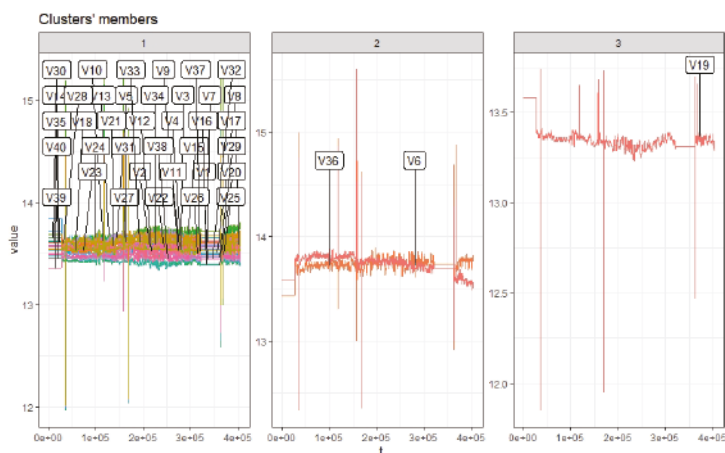 Clusters' members
1
2
3
V30 V10 V33 V9 V37 V32
V14 V28 V13 V5 V34 V3 V7 V8
V35 V18 V21 V12 V4 V16 V17
V40 V24 V31 V38 V15 V29
V23 V2 V11 V1 V20
V39 V27 V22 V26 V25
V36 V6
V19
value
15
14
13
12
15
14
13
13.5
13.0
12.5
12.0
0e+00 1e+05 2e+05 3e+05 4e+05
0e+00 1e+05 2e+05 3e+05 4e+05
0e+00 1e+05 2e+05 3e+05 4e+05
t